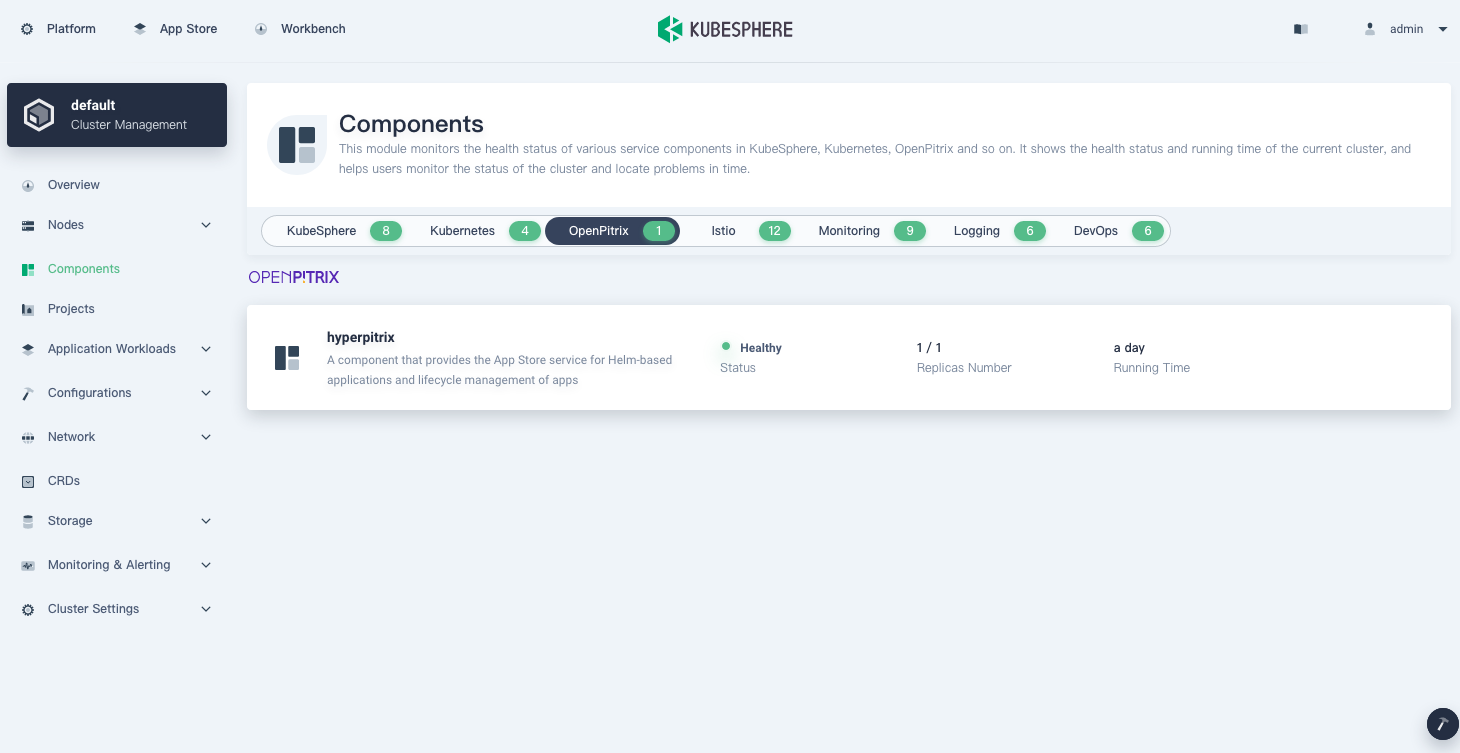 Platform
App Store
Workbench
KUBESPHERE
admin
default
Cluster Management
Overview
Nodes
Components
Projects
Application Workloads
Configurations
Network
CRDs
Storage
Monitoring & Alerting
Cluster Settings
Components
This module monitors the health status of various service components in KubeSphere, Kubernetes, OpenPitrix and so on. It shows the health status and running time of the current cluster, and
helps users monitor the status of the cluster and locate problems in time.
KubeSphere 8
Kubernetes 4
OpenPitrix 1
Istio 12
Monitoring 9
Logging 6
DevOps 6
OPENPITRIX
hyperpitrix
A component that provides the App Store service for Helm-based
applications and lifecycle management of apps
Healthy
Status
1 / 1
Replicas Number
a day
Running Time